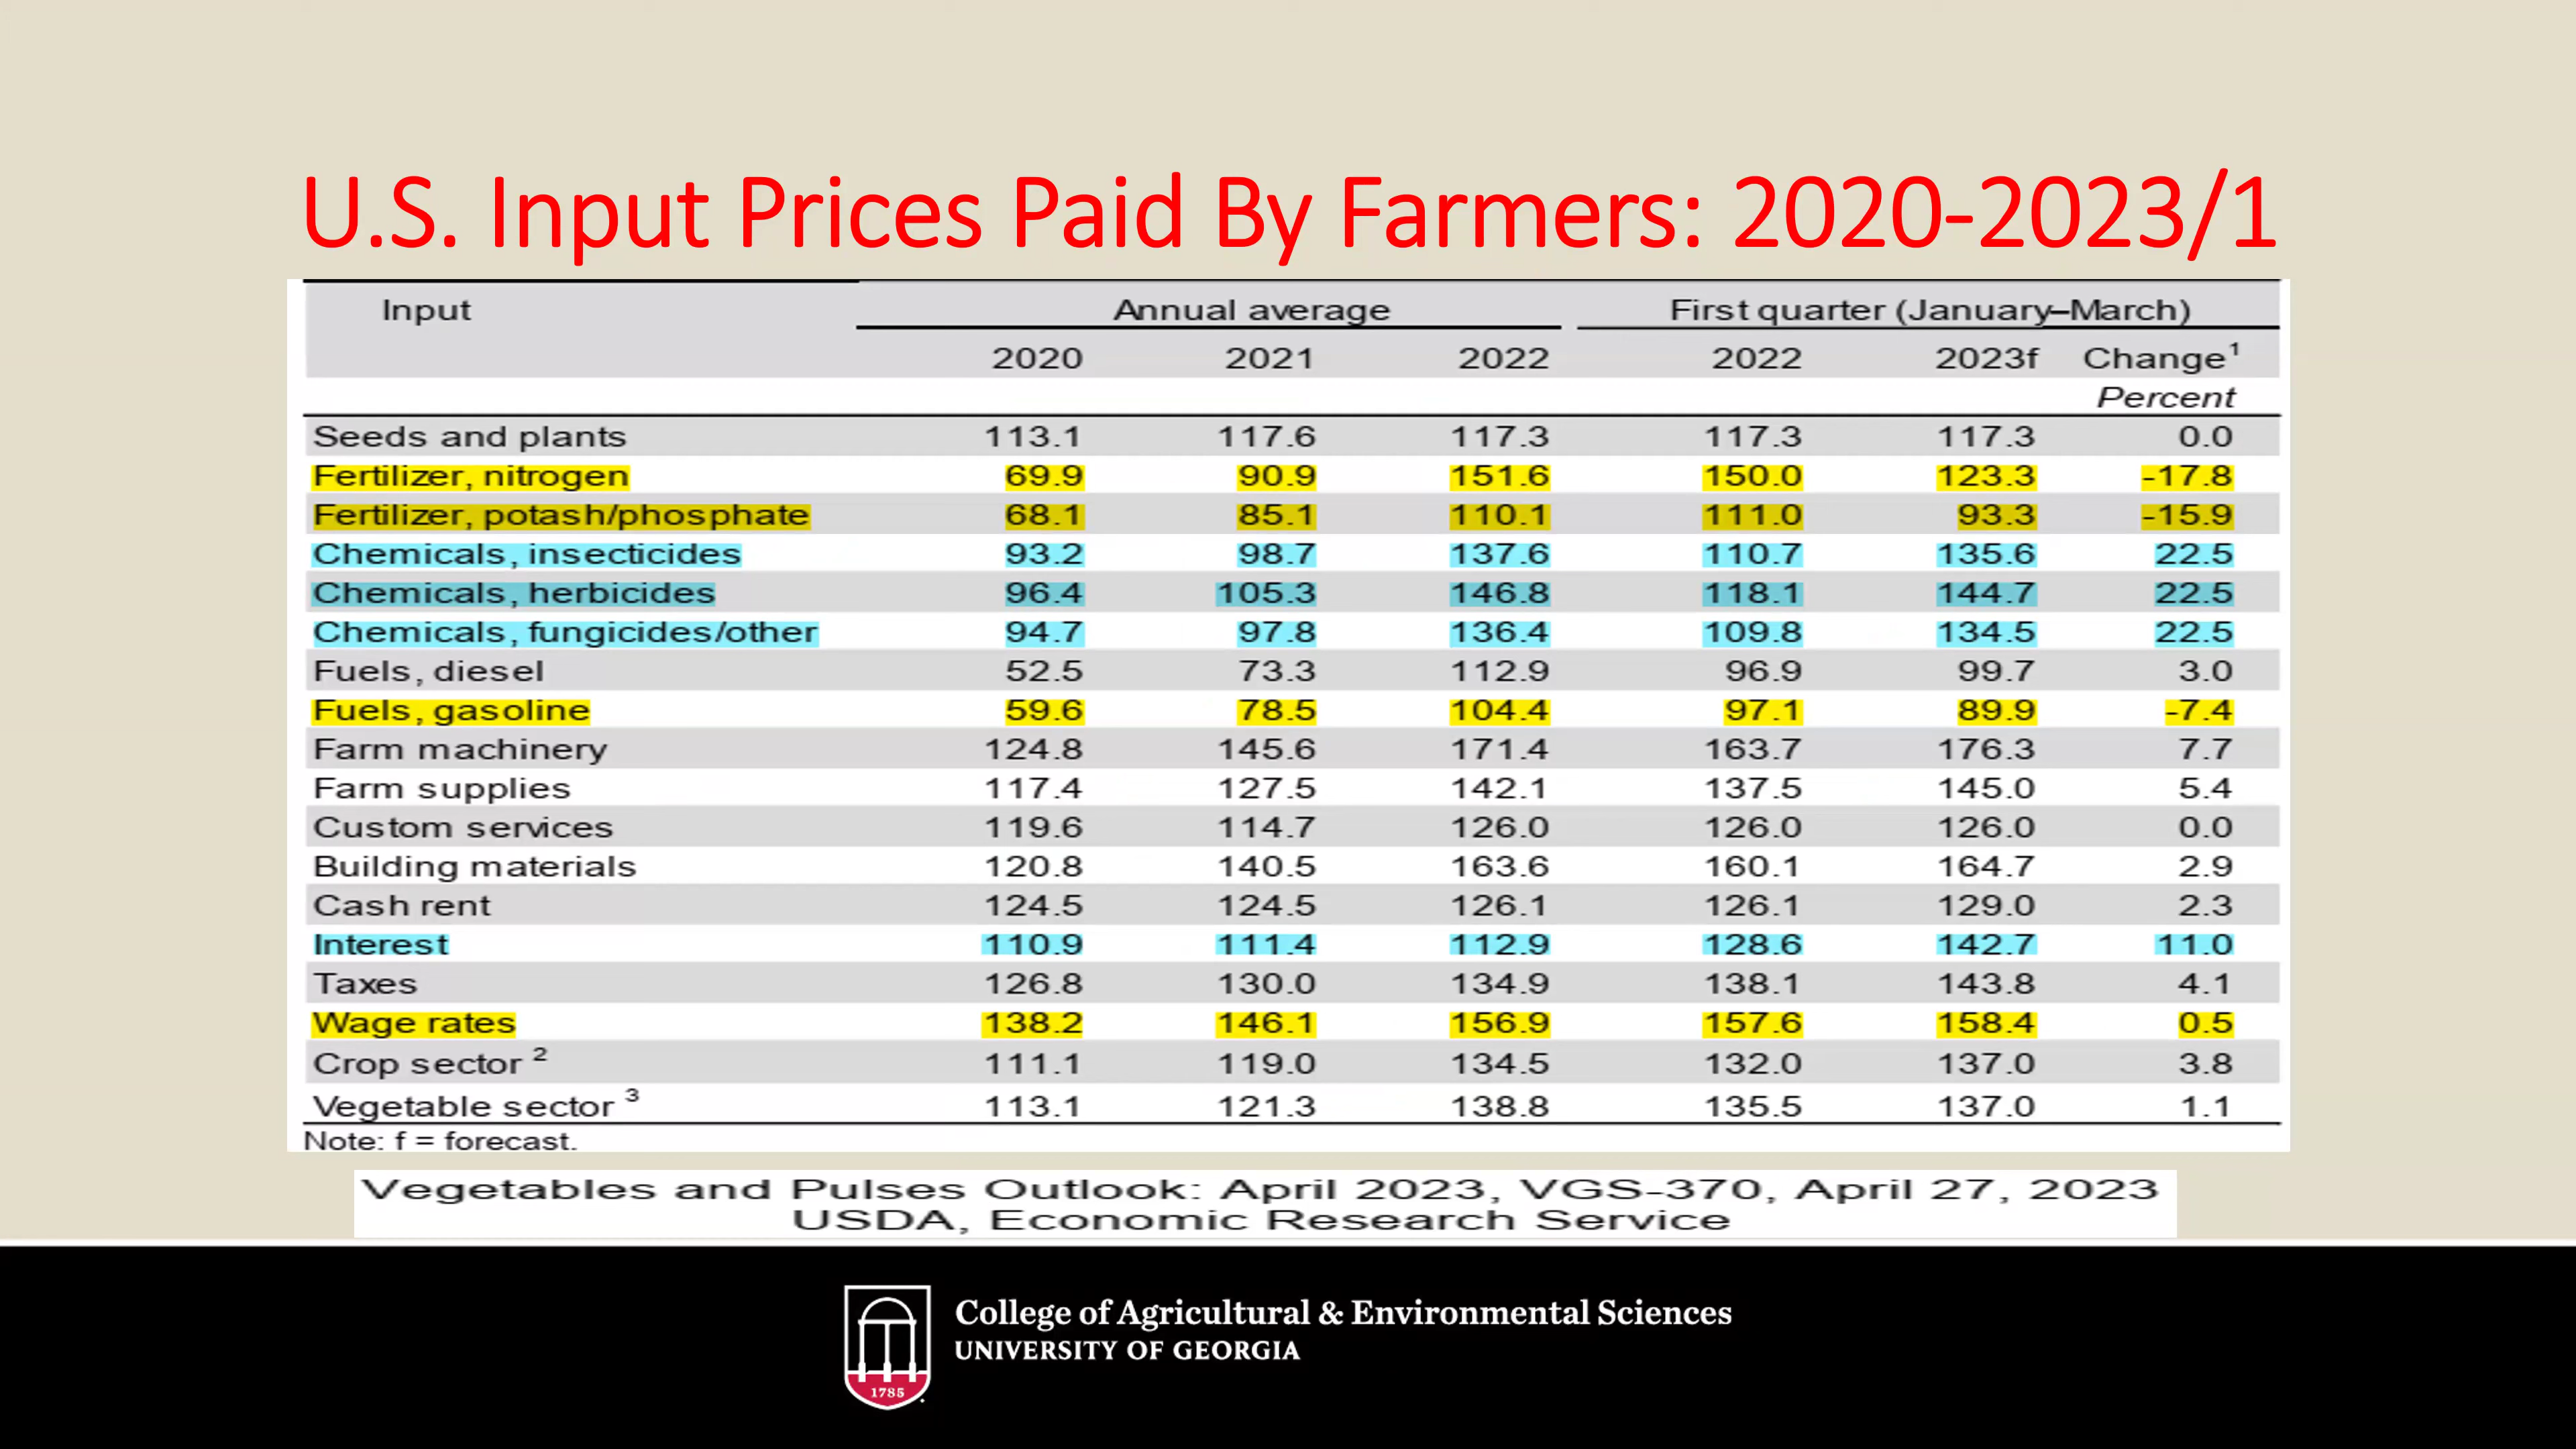 U.S. Input Prices Paid By Farmers: 2020-2023/1
Input Annual average First quarter (January–March)
2020 2021 2022 2022 2023f Change¹
Percent
Seeds and plants 113.1 117.6 117.3 117.3 117.3 0.0
Fertilizer, nitrogen 69.9 90.9 151.6 150.0 123.3 -17.8
Fertilizer, potash/phosphate 68.1 85.1 110.1 111.0 93.3 -15.9
Chemicals, insecticides 93.2 98.7 137.6 110.7 135.6 22.5
Chemicals, herbicides 96.4 105.3 146.8 118.1 144.7 22.5
Chemicals, fungicides/other 94.7 97.8 136.4 109.8 134.5 22.5
Fuels, diesel 52.5 73.3 112.9 96.9 99.7 3.0
Fuels, gasoline 59.6 78.5 104.4 97.1 89.9 -7.4
Farm machinery 124.8 145.6 171.4 163.7 176.3 7.7
Farm supplies 117.4 127.5 142.1 137.5 145.0 5.4
Custom services 119.6 114.7 126.0 126.0 126.0 0.0
Building materials 120.8 140.5 163.6 160.1 164.7 2.9
Cash rent 124.5 124.5 126.1 126.1 129.0 2.3
Interest 110.9 111.4 112.9 128.6 142.7 11.0
Taxes 126.8 130.0 134.9 138.1 143.8 4.1
Wage rates 138.2 146.1 156.9 157.6 158.4 0.5
Crop sector ² 111.1 119.0 134.5 132.0 137.0 3.8
Vegetable sector ³ 113.1 121.3 138.8 135.5 137.0 1.1
Note: f = forecast.
Vegetables and Pulses Outlook: April 2023, VGS-370, April 27, 2023
USDA, Economic Research Service
College of Agricultural & Environmental Sciences
UNIVERSITY OF GEORGIA
1785